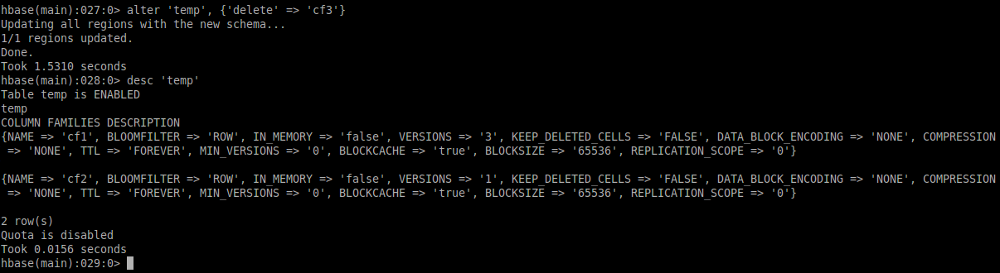 hbase(main):027:0> alter 'temp', {'delete' => 'cf3'}
Updating all regions with the new schema...
1/1 regions updated.
Done.
Took 1.5310 seconds
hbase(main):028:0> desc 'temp'
Table temp is ENABLED
temp
COLUMN FAMILIES DESCRIPTION
{NAME => 'cf1', BLOOMFILTER => 'ROW', IN_MEMORY => 'false', VERSIONS => '3', KEEP_DELETED_CELLS => 'FALSE', DATA_BLOCK_ENCODING => 'NONE', COMPRESSION
 => 'NONE', TTL => 'FOREVER', MIN_VERSIONS => '0', BLOCKCACHE => 'true', BLOCKSIZE => '65536', REPLICATION_SCOPE => '0'}
{NAME => 'cf2', BLOOMFILTER => 'ROW', IN_MEMORY => 'false', VERSIONS => '1', KEEP_DELETED_CELLS => 'FALSE', DATA_BLOCK_ENCODING => 'NONE', COMPRESSION
 => 'NONE', TTL => 'FOREVER', MIN_VERSIONS => '0', BLOCKCACHE => 'true', BLOCKSIZE => '65536', REPLICATION_SCOPE => '0'}
2 row(s)
Quota is disabled
Took 0.0156 seconds
hbase(main):029:0>